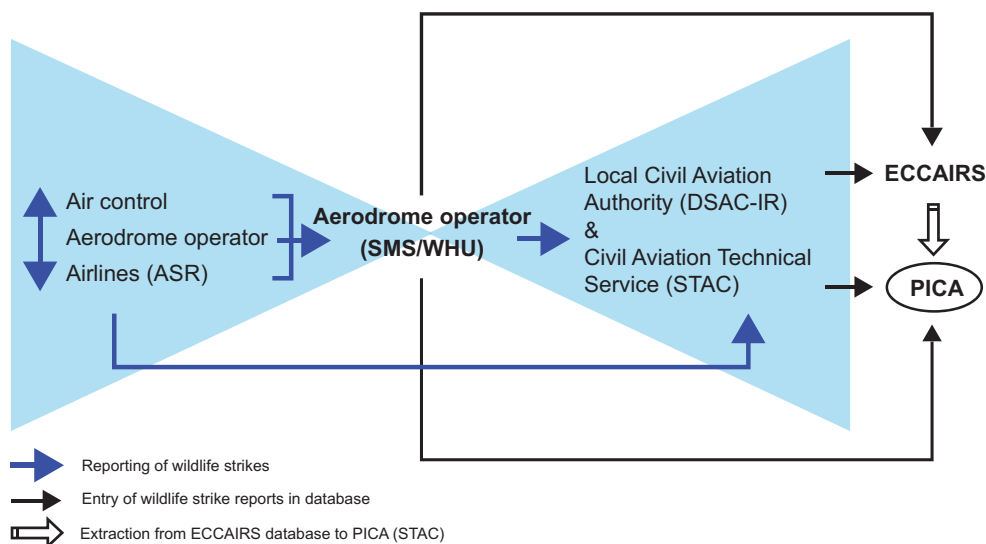 Air control
Aerodrome operator
Airlines (ASR)
Aerodrome operator
(SMS/WHU)
Local Civil Aviation
Authority (DSAC-IR)
&
Civil Aviation Technical
Service (STAC)
ECCAIRS
PICA
Reporting of wildlife strikes
Entry of wildlife strike reports in database
Extraction from ECCAIRS database to PICA (STAC)